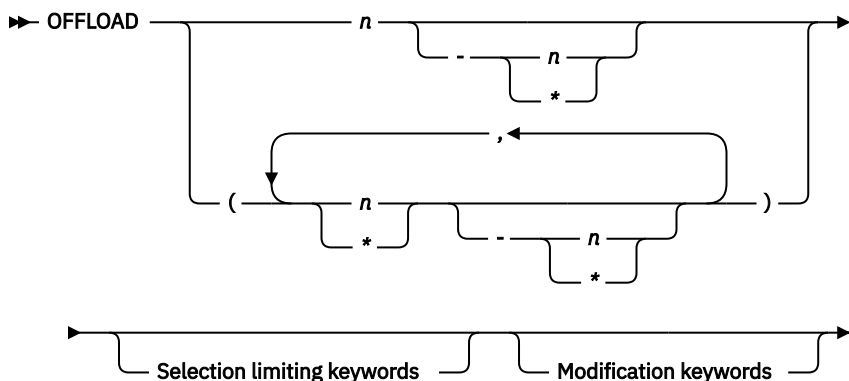 OFFLOAD n
- n
*
,
( n )
*
- n
*
Selection limiting keywords Modification keywords